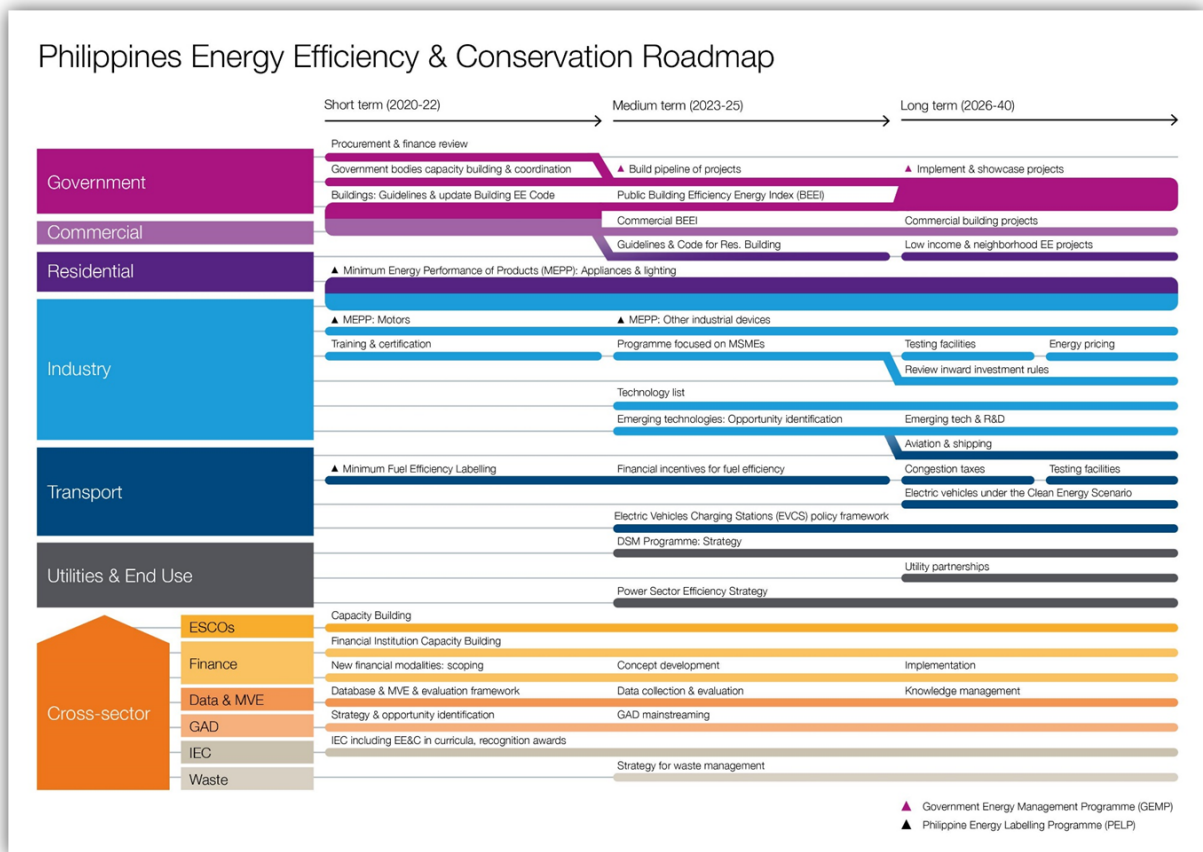 Philippines Energy Efficiency & Conservation Roadmap
Short term (2020-22)
Medium term (2023-25)
Long term (2026-40)
Government
Procurement & finance review
Government bodies capacity building & coordination
▲ Build pipeline of projects
▲ Implement & showcase projects
Buildings: Guidelines & update Building EE Code
Public Building Efficiency Energy Index (BEEI)
Commercial
Commercial BEEI
Commercial building projects
Guidelines & Code for Res. Building
Low income & neighborhood EE projects
Residential
▲ Minimum Energy Performance of Products (MEPP): Appliances & lighting
Industry
▲ MEPP: Motors
▲ MEPP: Other industrial devices
Training & certification
Programme focused on MSMEs
Testing facilities
Energy pricing
Review inward investment rules
Technology list
Emerging technologies: Opportunity identification
Emerging tech & R&D
Aviation & shipping
Transport
▲ Minimum Fuel Efficiency Labelling
Financial incentives for fuel efficiency
Congestion taxes
Testing facilities
Electric vehicles under the Clean Energy Scenario
Electric Vehicles Charging Stations (EVCS) policy framework
Utilities & End Use
DSM Programme: Strategy
Utility partnerships
Power Sector Efficiency Strategy
Cross-sector
ESCOs
Capacity Building
Finance
Financial Institution Capacity Building
New financial modalities: scoping
Concept development
Implementation
Data & MVE
Database & MVE & evaluation framework
Data collection & evaluation
Knowledge management
GAD
Strategy & opportunity identification
GAD mainstreaming
IEC
IEC including EE&C in curricula, recognition awards
Waste
Strategy for waste management
▲ Government Energy Management Programme (GEMP)
▲ Philippine Energy Labelling Programme (PELP)